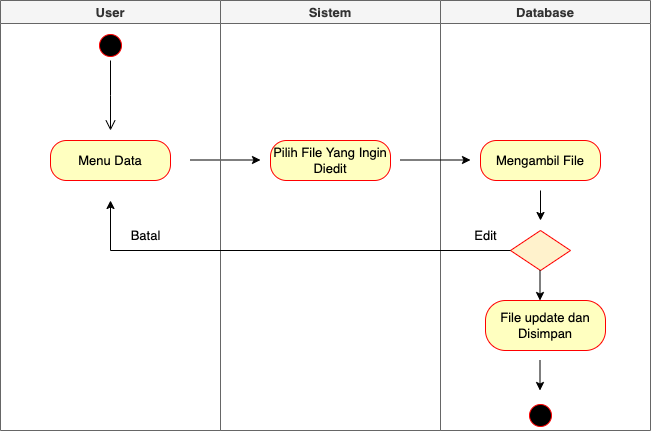 User
Sistem
Database
Menu Data
Pilih File Yang Ingin
Diedit
Mengambil File
Batal
Edit
File update dan
Disimpan